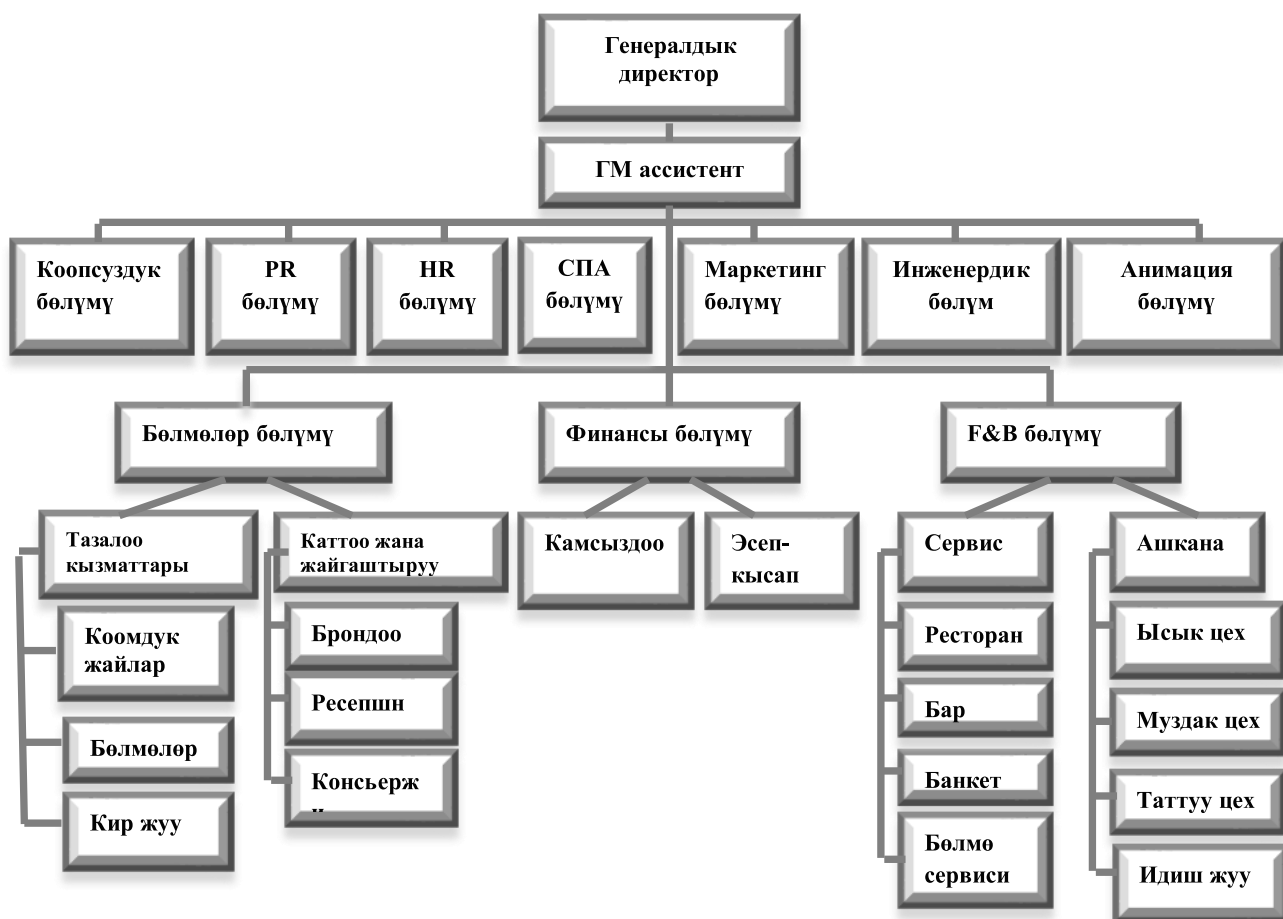 Генералдык
директор
ГМ ассистент
Коопсуздук
бөлүмү
PR
бөлүмү
HR
бөлүмү
СПА
бөлүмү
Маркетинг
бөлүмү
Инженердик
бөлүм
Анимация
бөлүмү
Бөлмөлөр бөлүмү
Финансы бөлүмү
F&B бөлүмү
Тазалоо
кызматтары
Коомдук
жайлар
Бөлмөлөр
Кир жуу
Каттоо жана
жайгаштыруу
Брондоо
Ресепшн
Консьерж
Камсыздоо
Эсеп-
кысап
Сервис
Ресторан
Бар
Банкет
Бөлмө
сервиси
Ашкана
Ысык цех
Муздак цех
Таттуу цех
Идиш жуу